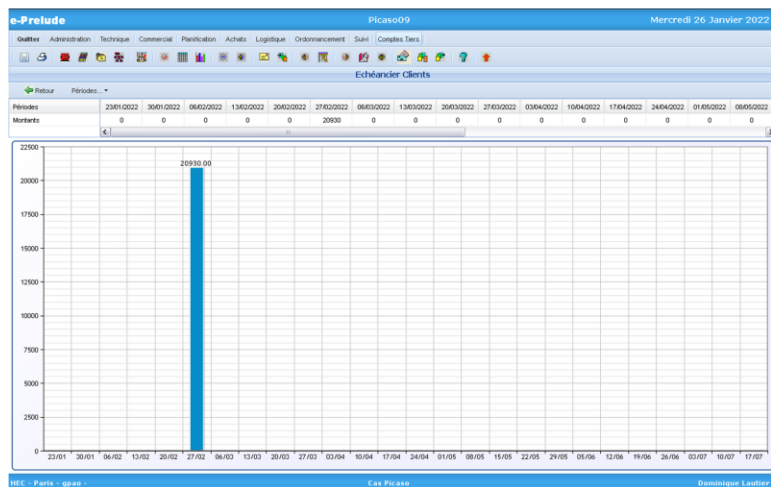 e-Prelude Picaso09 Mercredi 26 Janvier 2022
Quitter Administration Technique Commercial Planification Achats Logistique Ordonnancement Suivi Comptes Tiers
Echéancier Clients
Retour Périodes...
Périodes 23/01/2022 30/01/2022 06/02/2022 13/02/2022 20/02/2022 27/02/2022 06/03/2022 13/03/2022 20/03/2022 27/03/2022 03/04/2022 10/04/2022 17/04/2022 24/04/2022 01/05/2022 08/05/2022
Montants 0 0 0 0 0 20930 0 0 0 0 0 0 0 0 0 0
22500
20930.00
20000
17500
15000
12500
10000
7500
5000
2500
0
23/01 30/01 06/02 13/02 20/02 27/02 06/03 13/03 20/03 27/03 03/04 10/04 17/04 24/04 01/05 08/05 15/05 22/05 29/05 05/06 12/06 19/06 26/06 03/07 10/07 17/07
HEC - Paris - gpao - Cas Picaso Dominique Lautier